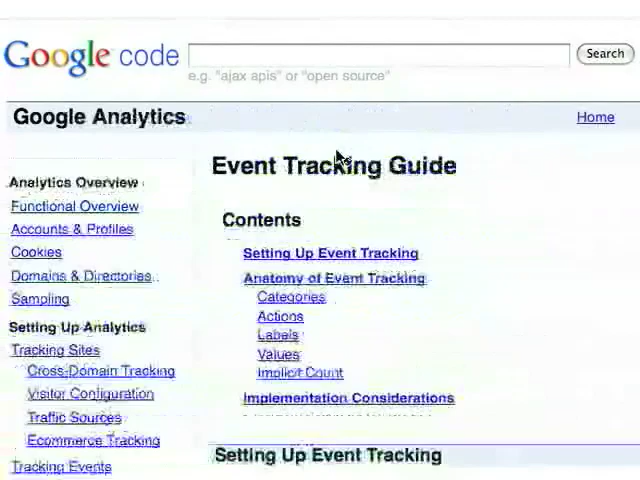 Google code
Search
e.g. "ajax apis" or "open source"
Google Analytics
Home
Event Tracking Guide
Analytics Overview
Functional Overview
Accounts & Profiles
Cookies
Domains & Directories
Sampling
Setting Up Analytics
Tracking Sites
Cross-Domain Tracking
Visitor Configuration
Traffic Sources
Ecommerce Tracking
Tracking Events
Contents
Setting Up Event Tracking
Anatomy of Event Tracking
Categories
Actions
Labels
Values
Implicit Count
Implementation Considerations
Setting Up Event Tracking